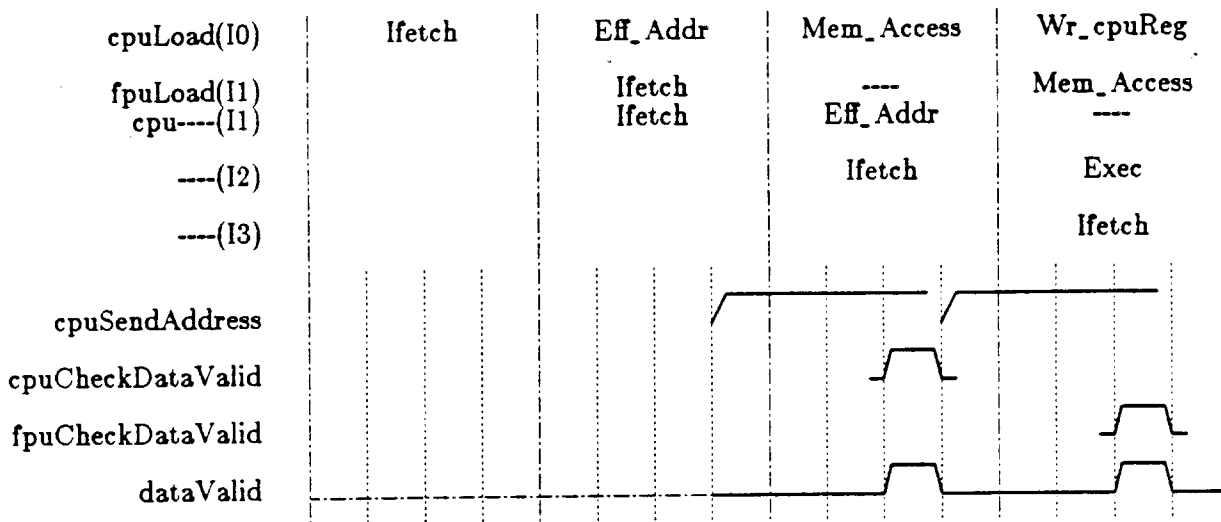 cpuLoad(I0) Ifetch Eff_Addr Mem_Access Wr_cpuReg
fpuLoad(I1) Ifetch ---- Mem_Access
cpu----(I1) Ifetch Eff_Addr ----
----(I2) Ifetch Exec
----(I3) Ifetch
cpuSendAddress
cpuCheckDataValid
fpuCheckDataValid
dataValid